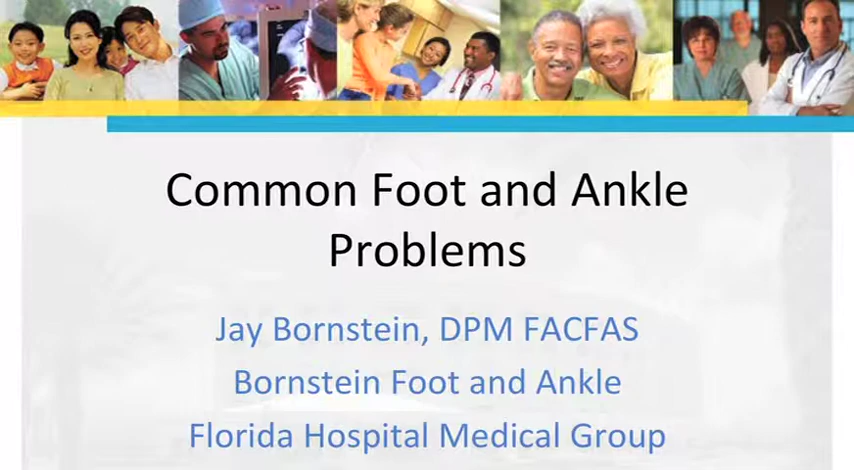 Common Foot and Ankle
Problems
Jay Bornstein, DPM FACFAS
Bornstein Foot and Ankle
Florida Hospital Medical Group